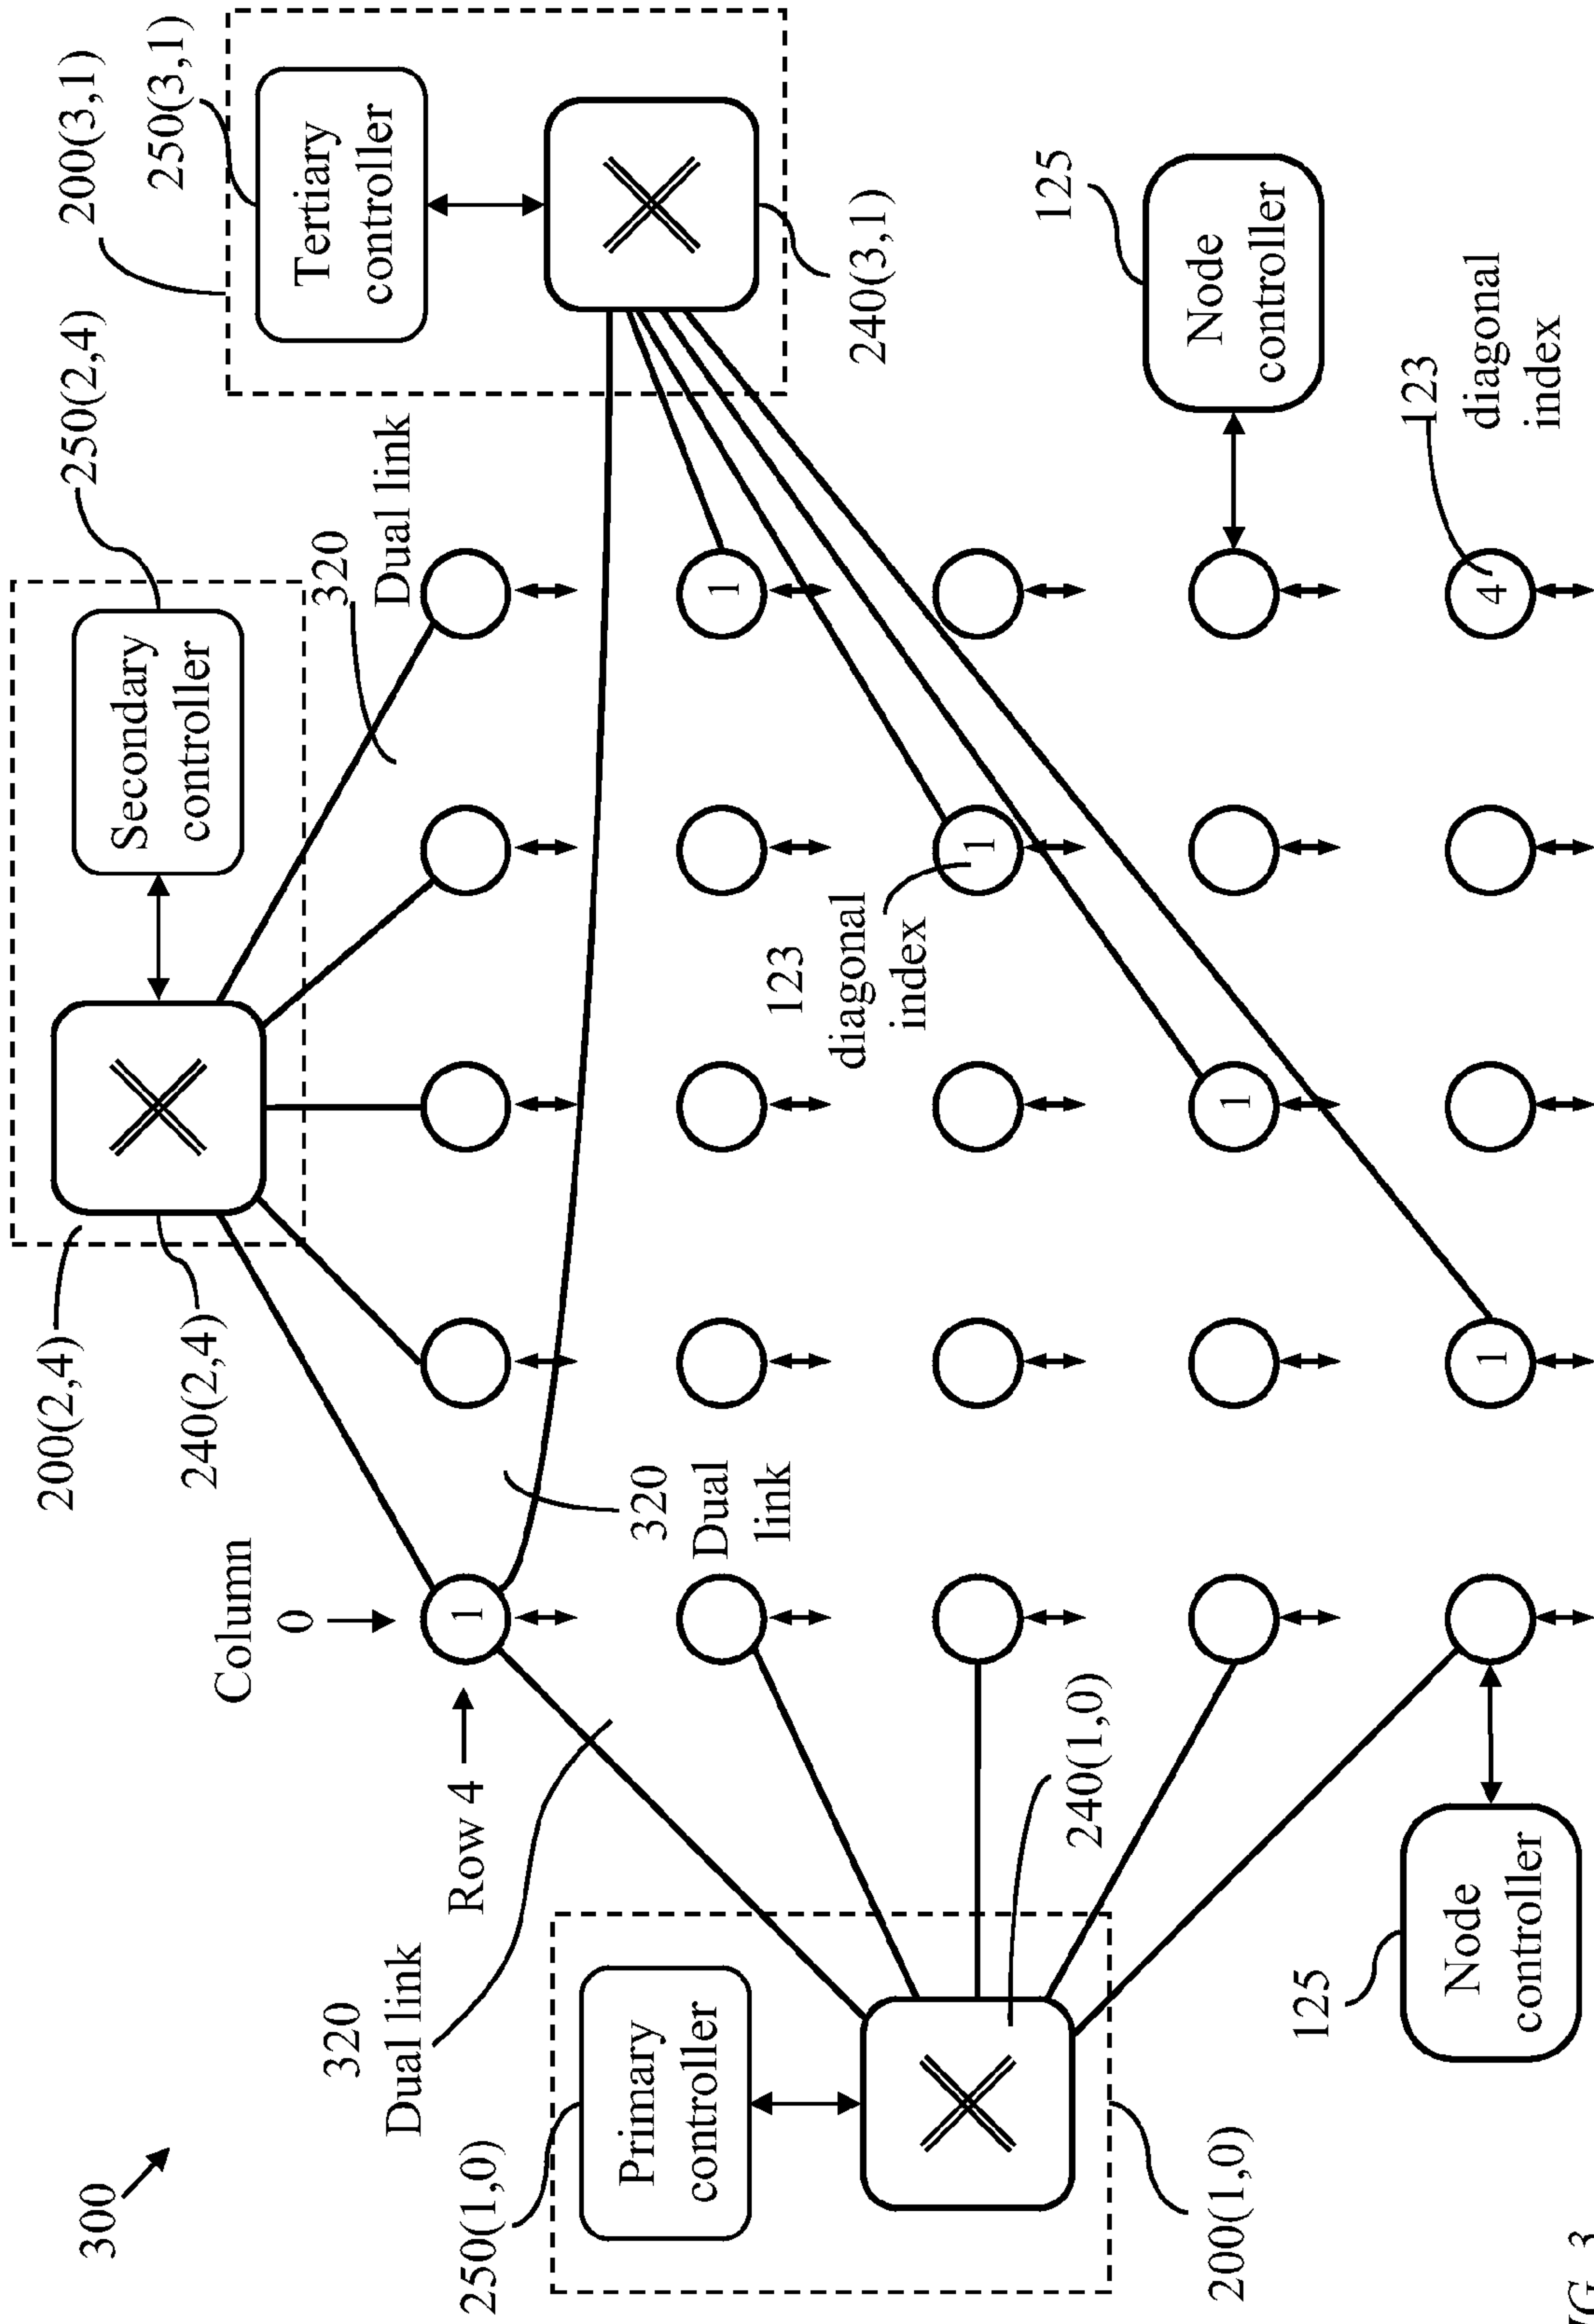 300
200(2,4)
240(2,4)
Secondary
controller
250(2,4)
200(3,1)
250(3,1)
Tertiary
controller
240(3,1)
Column
0
Row 4
320
Dual link
320
Dual link
320
Dual
link
250(1,0)
Primary
controller
240(1,0)
200(1,0)
1
1
1
1
1
4
123
diagonal
index
125
Node
controller
123
diagonal
index
125
Node
controller
IG 3